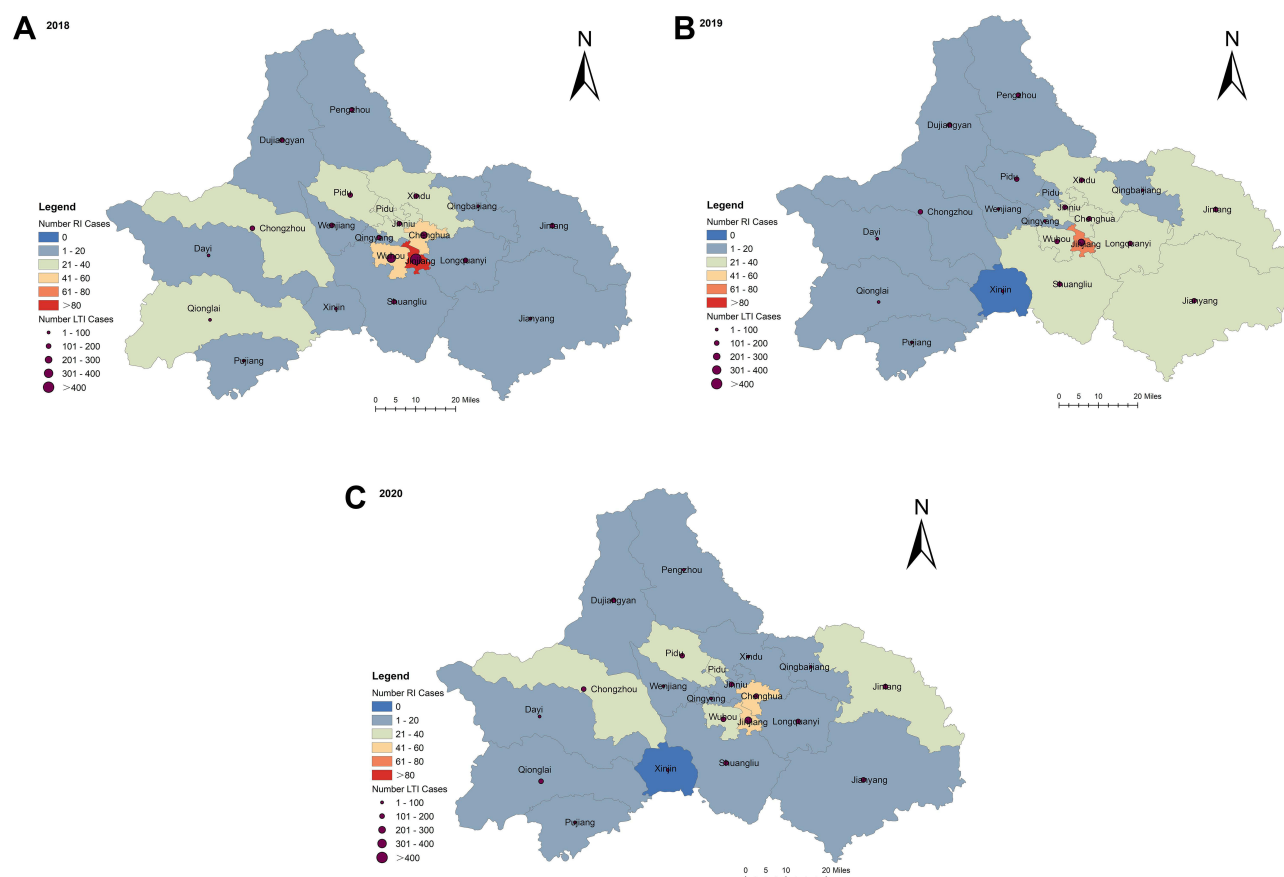 A 2018
N
Pengzhou
Dujiangyan
Pidu
Xindu
Pidu
Jinniu
Qingbaijiang
Jintang
Chongzhou
Wenjiang
Qingyang
Chenghua
Dayi
Wuhou
Jinjiang
Longquanyi
Qionglai
Xinjin
Shuangliu
Jianyang
Pujiang
Legend
Number RI Cases
0
1 - 20
21 - 40
41 - 60
61 - 80
>80
Number LTI Cases
1 - 100
101 - 200
201 - 300
301 - 400
>400
0 5 10 20 Miles
B 2019
N
Pengzhou
Dujiangyan
Pidu
Xindu
Pidu
Qingbaijiang
Jintang
Chongzhou
Wenjiang
Jinniu
Qingyang
Chenghua
Dayi
Wuhou
Jinjiang
Longquanyi
Qionglai
Xinjin
Shuangliu
Jianyang
Pujiang
Legend
Number RI Cases
0
1 - 20
21 - 40
41 - 60
61 - 80
>80
Number LTI Cases
1 - 100
101 - 200
201 - 300
301 - 400
>400
0 5 10 20 Miles
C 2020
N
Pengzhou
Dujiangyan
Pidu
Xindu
Pidu
Qingbaijiang
Jintang
Chongzhou
Wenjiang
Jinniu
Qingyang
Chenghua
Dayi
Wuhou
Jinjiang
Longquanyi
Qionglai
Xinjin
Shuangliu
Jianyang
Pujiang
Legend
Number RI Cases
0
1 - 20
21 - 40
41 - 60
61 - 80
>80
Number LTI Cases
1 - 100
101 - 200
201 - 300
301 - 400
>400
0 5 10 20 Miles